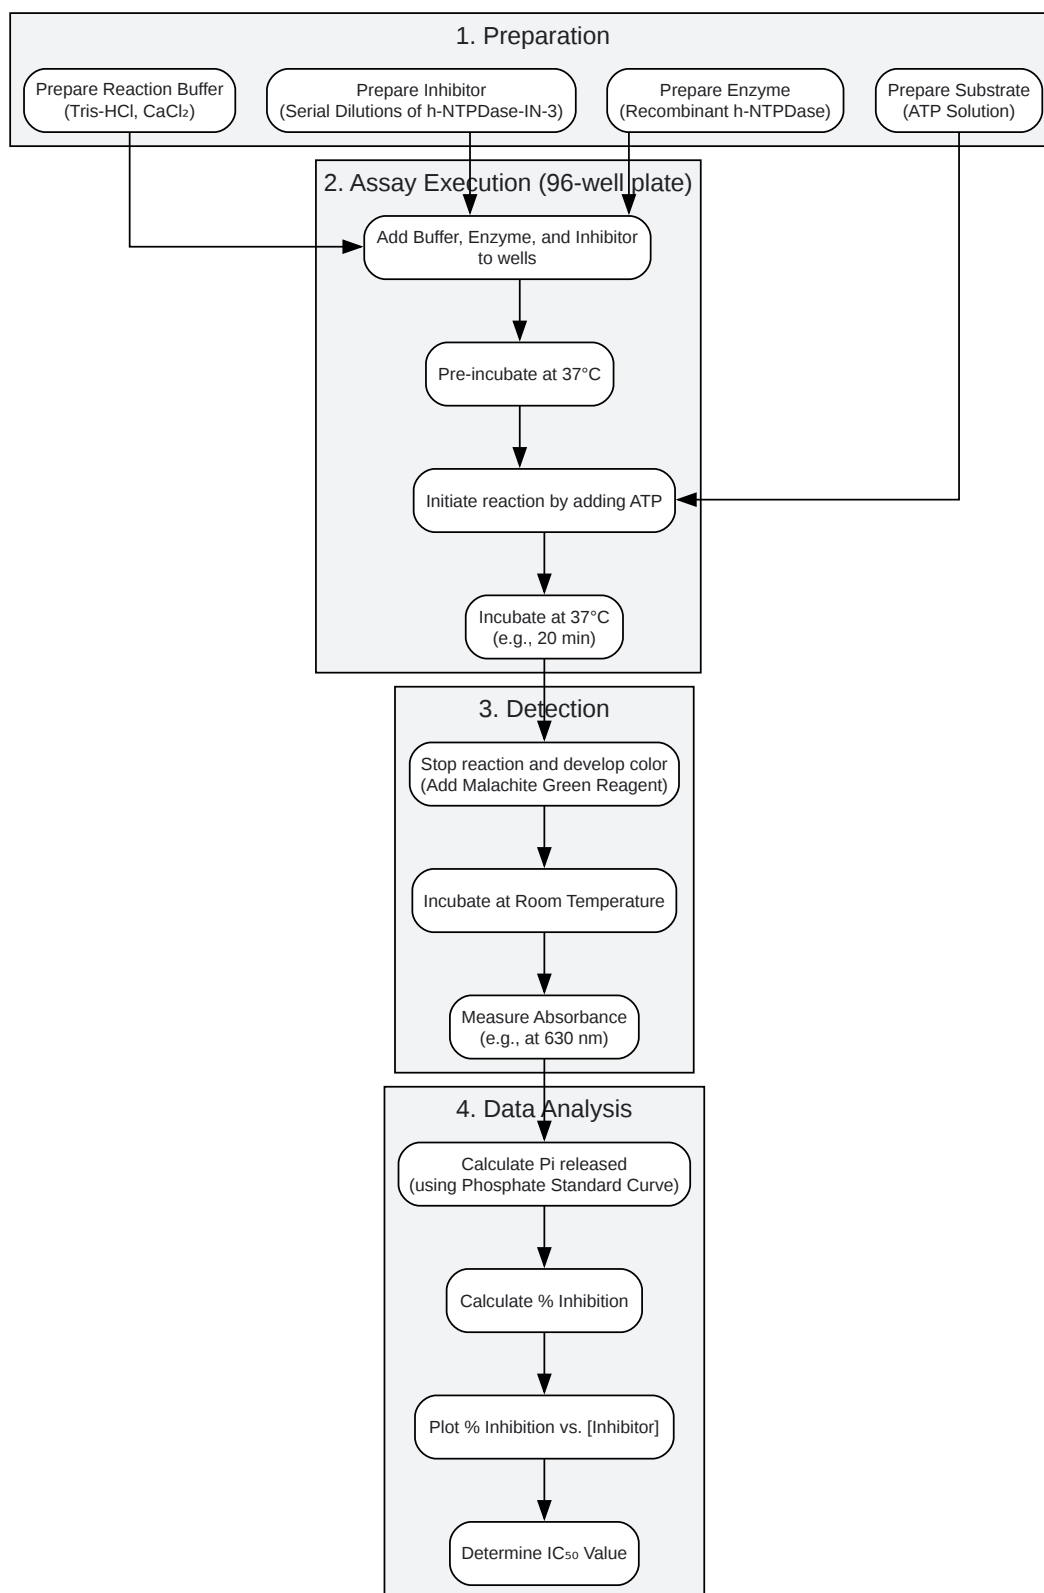 1. Preparation
Prepare Reaction Buffer
(Tris-HCl, CaCl₂)
Prepare Inhibitor
(Serial Dilutions of h-NTPDase-IN-3)
Prepare Enzyme
(Recombinant h-NTPDase)
Prepare Substrate
(ATP Solution)
2. Assay Execution (96-well plate)
Add Buffer, Enzyme, and Inhibitor
to wells
Pre-incubate at 37°C
Initiate reaction by adding ATP
Incubate at 37°C
(e.g., 20 min)
3. Detection
Stop reaction and develop color
(Add Malachite Green Reagent)
Incubate at Room Temperature
Measure Absorbance
(e.g., at 630 nm)
4. Data Analysis
Calculate Pi released
(using Phosphate Standard Curve)
Calculate % Inhibition
Plot % Inhibition vs. [Inhibitor]
Determine IC₅₀ Value